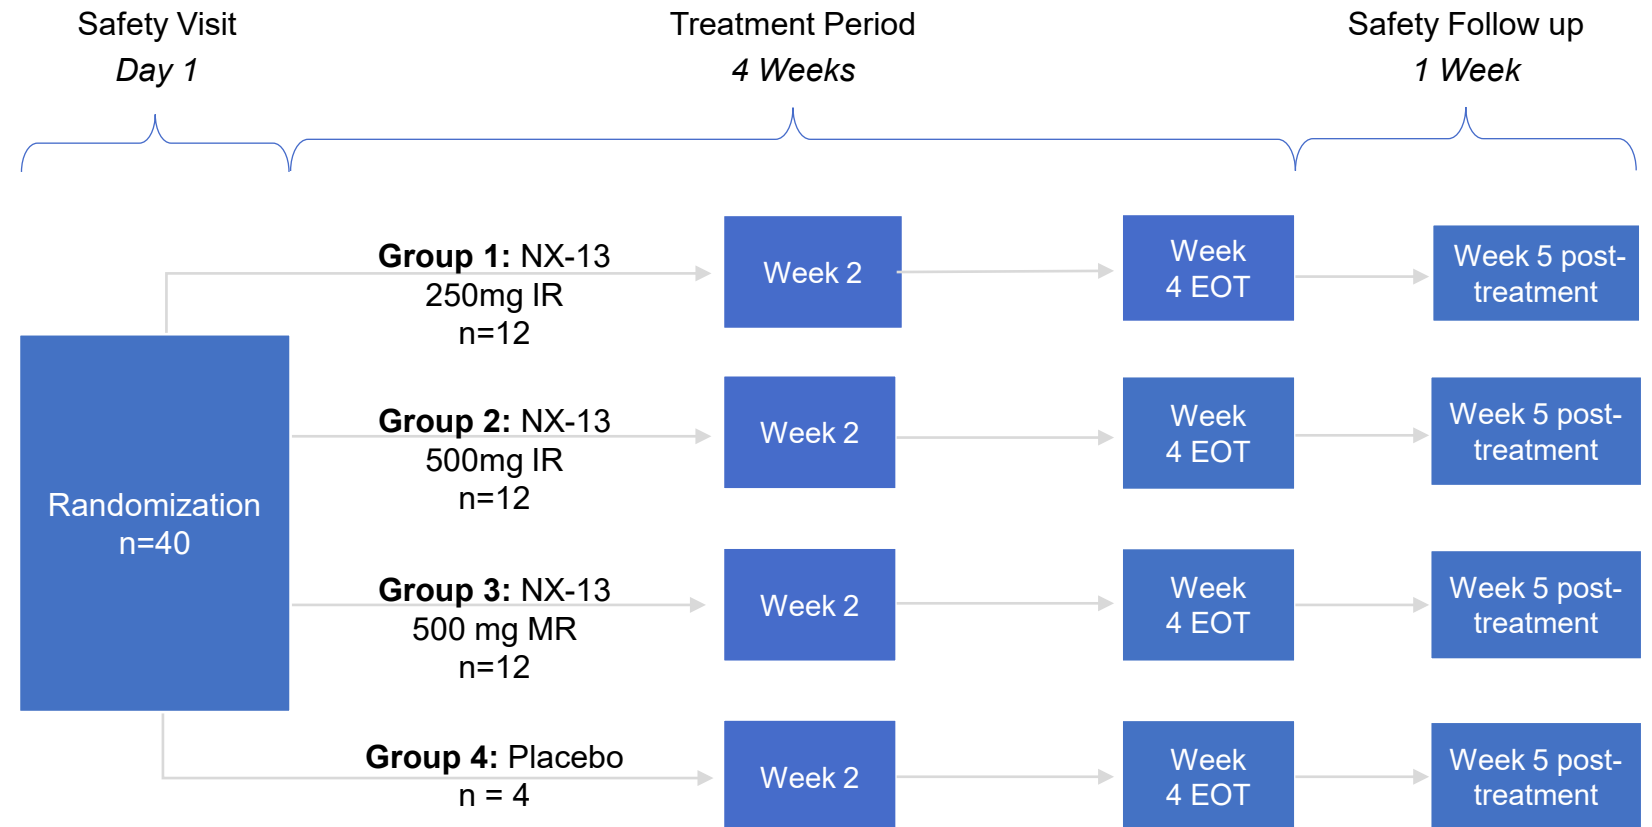 Safety Visit
Day 1
Treatment Period
4 Weeks
Safety Follow up
1 Week
Randomization
n=40
Group 1: NX-13
250mg IR
n=12
Week 2
Week
4 EOT
Week 5 post-
treatment
Group 2: NX-13
500mg IR
n=12
Week 2
Week
4 EOT
Week 5 post-
treatment
Group 3: NX-13
500 mg MR
n=12
Week 2
Week
4 EOT
Week 5 post-
treatment
Group 4: Placebo
n = 4
Week 2
Week
4 EOT
Week 5 post-
treatment